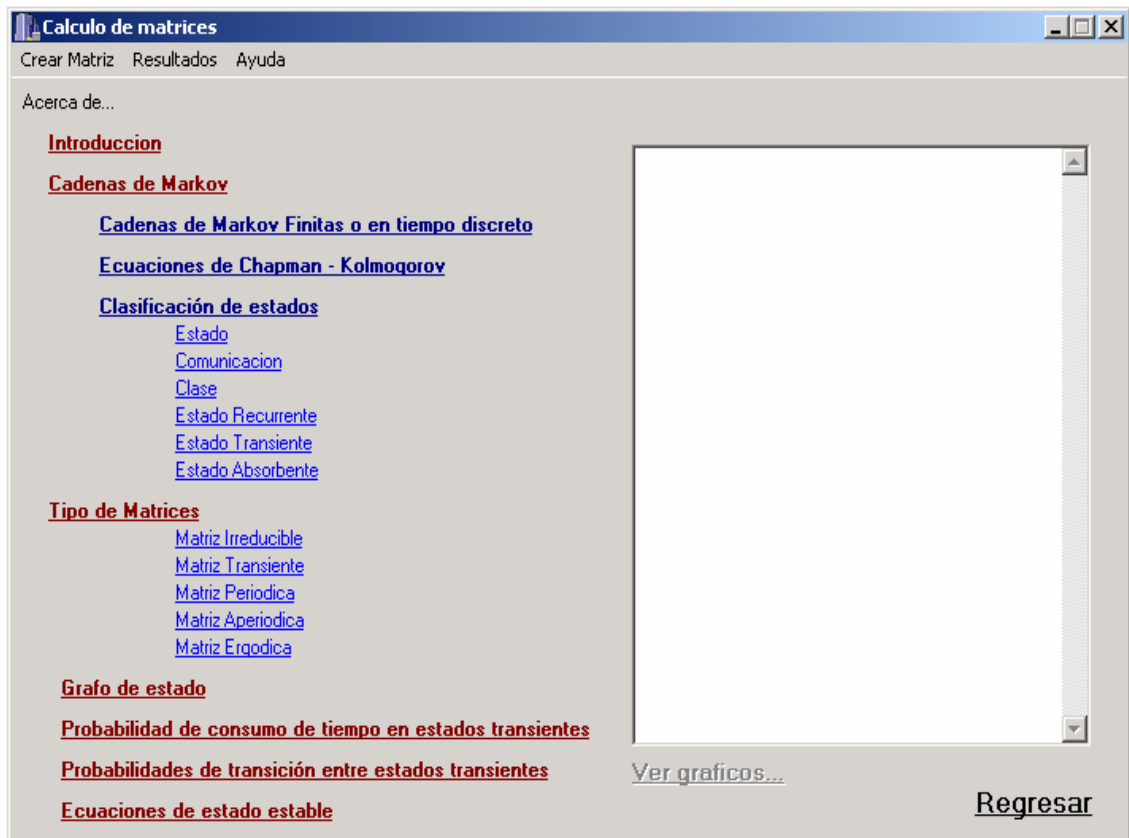 Calculo de matrices
Crear Matriz Resultados Ayuda
Acerca de...
Introduccion
Cadenas de Markov
Cadenas de Markov Finitas o en tiempo discreto
Ecuaciones de Chapman - Kolmogorov
Clasificación de estados
Estado
Comunicacion
Clase
Estado Recurrente
Estado Transiente
Estado Absorbente
Tipo de Matrices
Matriz Irreducible
Matriz Transiente
Matriz Periodica
Matriz Aperiodica
Matriz Ergodica
Grafo de estado
Probabilidad de consumo de tiempo en estados transientes
Probabilidades de transición entre estados transientes
Ecuaciones de estado estable
Ver graficos...
Regresar